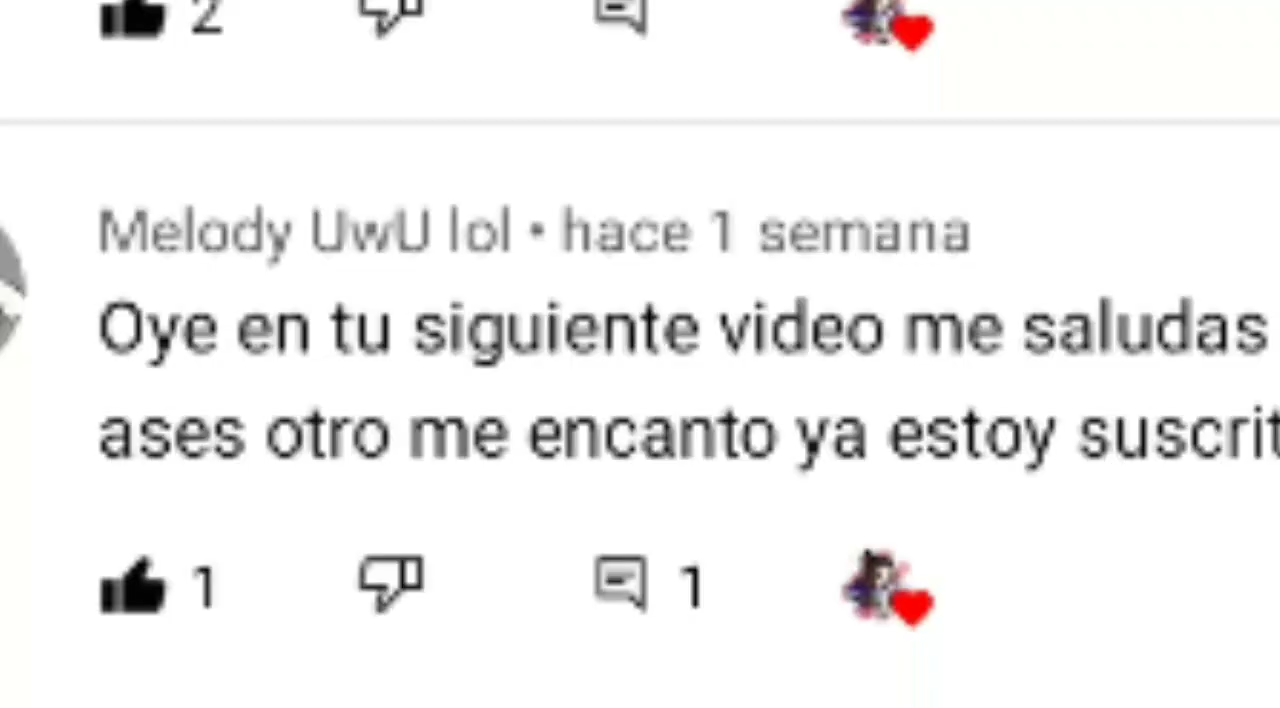 2
Melody UwU lol • hace 1 semana
Oye en tu siguiente video me saludas
ases otro me encanto ya estoy
1 1